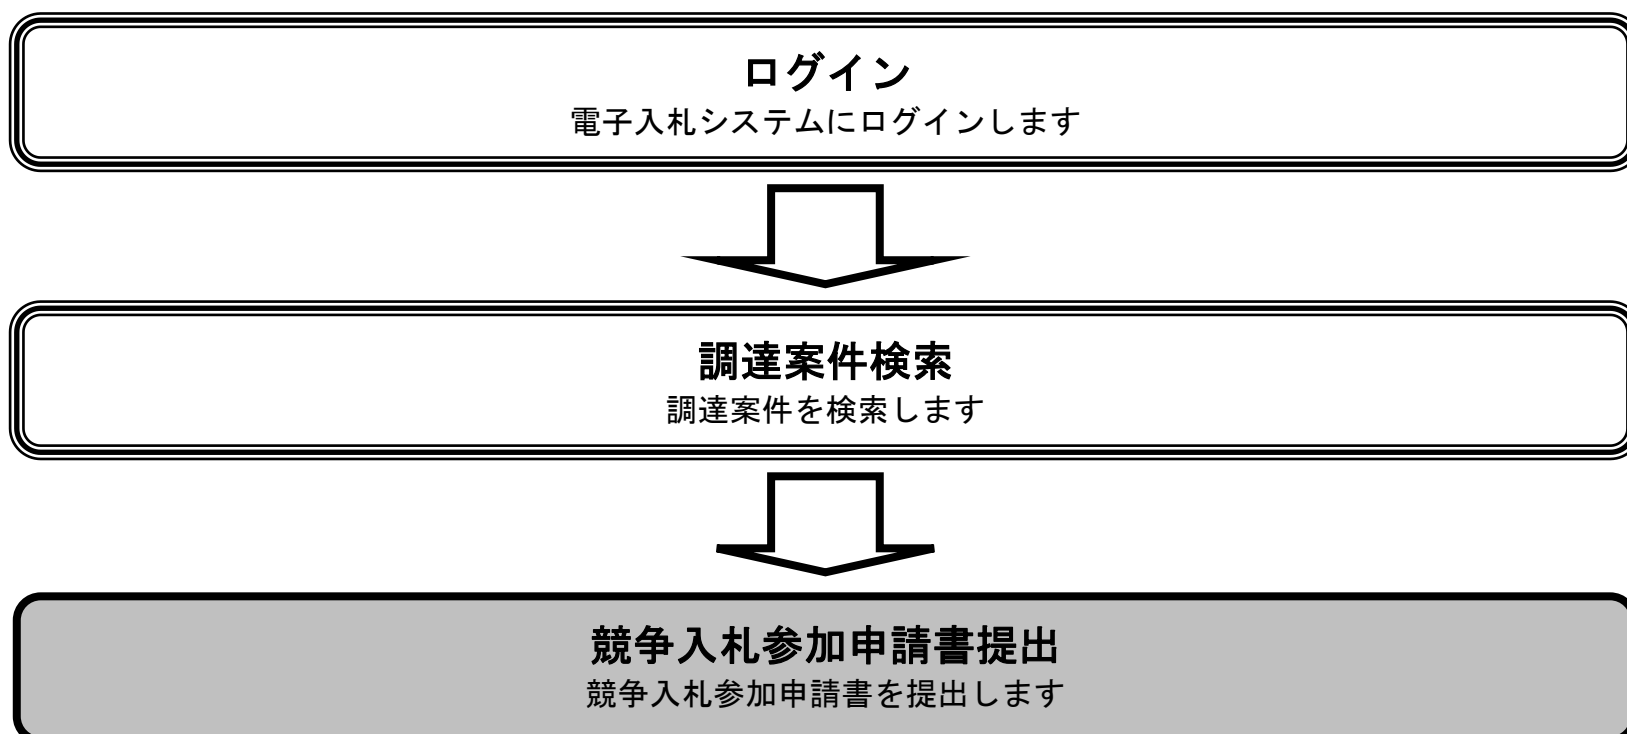 ログイン
電子入札システムにログインします
調達案件検索
調達案件を検索します
競争入札参加申請書提出
競争入札参加申請書を提出します